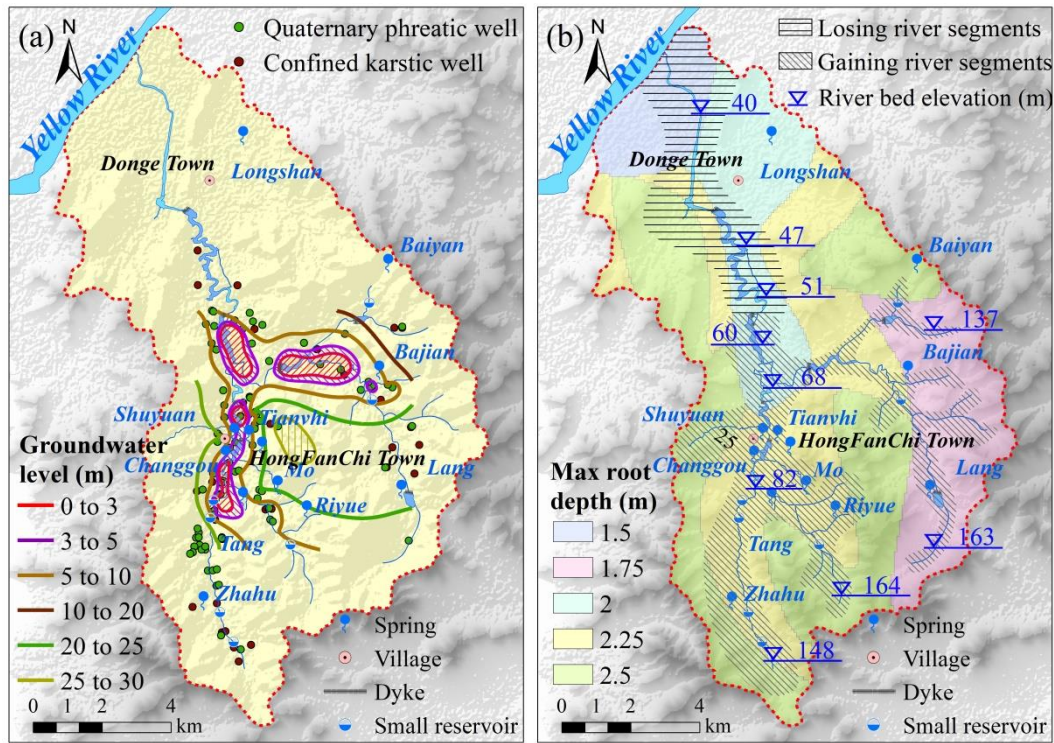 (a)
N
Quaternary phreatic well
Confined karstic well
Yellow River
Donge Town
Longshan
Baiyan
Bajian
Shuyuan
Tianvhi
Changgou
HongFanChi Town
Mo
Lang
Riyue
Tang
Zhahu
Groundwater
level (m)
0 to 3
3 to 5
5 to 10
10 to 20
20 to 25
25 to 30
Spring
Village
Dyke
Small reservoir
0 1 2 4
km
(b)
N
Losing river segments
Gaining river segments
River bed elevation (m)
Yellow River
40
Donge Town
Longshan
47
Baiyan
51
60
137
Bajian
68
Shuyuan
Tianvhi
25
HongFanChi Town
Changgou
82
Mo
Lang
Riyue
Tang
163
164
Zhahu
148
Max root
depth (m)
1.5
1.75
2
2.25
2.5
Spring
Village
Dyke
Small reservoir
0 1 2 4
km